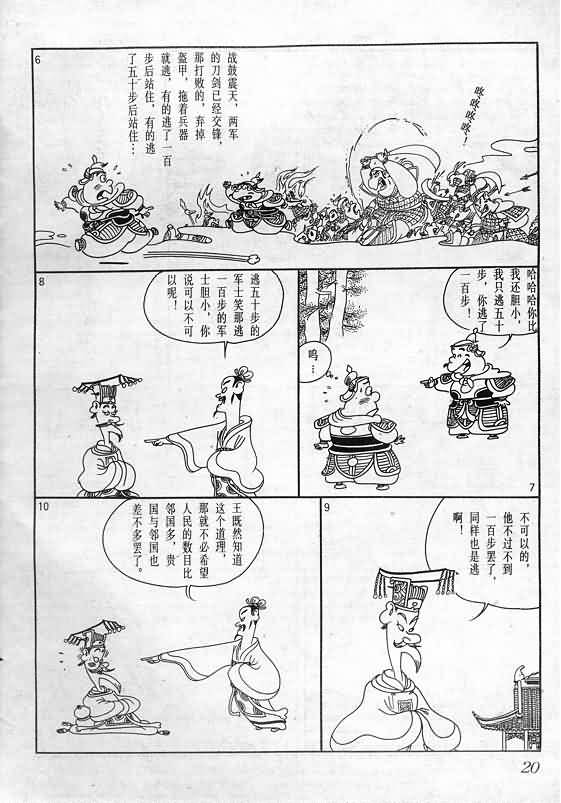 6
战鼓震天，两军
的刀剑已经交锋，
那打败的，弃掉
盔甲，拖着兵器
就逃，有的逃了一百
步后站住，有的逃
了五十步后站住…
咚、咚、咚、咚、！
7
哈哈哈你比
我还胆小，
我只逃五十
步，你逃了
一百步！
呜…
8
逃五十步的
军士笑那逃
一百步的军
士胆小，你
说可以不可
以呢！
9
不可以的，
他不过不到
一百步罢了，
同样也是逃
啊！
10
王既然知道
这个道理，
那就不必希望
人民的数目比
邻国多，贵
国与邻国也
差不多罢了。
20